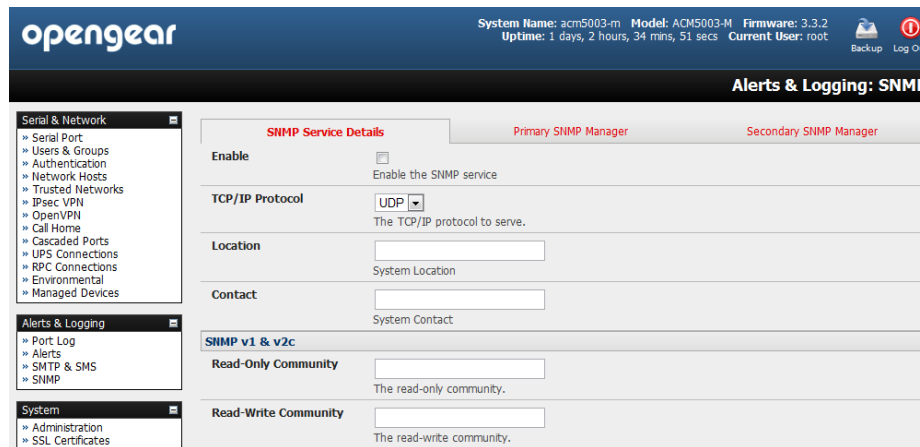 opengear
System Name: acm5003-m Model: ACM5003-M Firmware: 3.3.2
Uptime: 1 days, 2 hours, 34 mins, 51 secs Current User: root
Backup
Log O
Alerts & Logging: SNM
Serial & Network
» Serial Port
» Users & Groups
» Authentication
» Network Hosts
» Trusted Networks
» IPsec VPN
» OpenVPN
» Call Home
» Cascaded Ports
» UPS Connections
» RPC Connections
» Environmental
» Managed Devices
Alerts & Logging
» Port Log
» Alerts
» SMTP & SMS
» SNMP
System
» Administration
» SSL Certificates
SNMP Service Details
Primary SNMP Manager
Secondary SNMP Manager
Enable
Enable the SNMP service
TCP/IP Protocol
UDP
The TCP/IP protocol to serve.
Location
System Location
Contact
System Contact
SNMP v1 & v2c
Read-Only Community
The read-only community.
Read-Write Community
The read-write community.